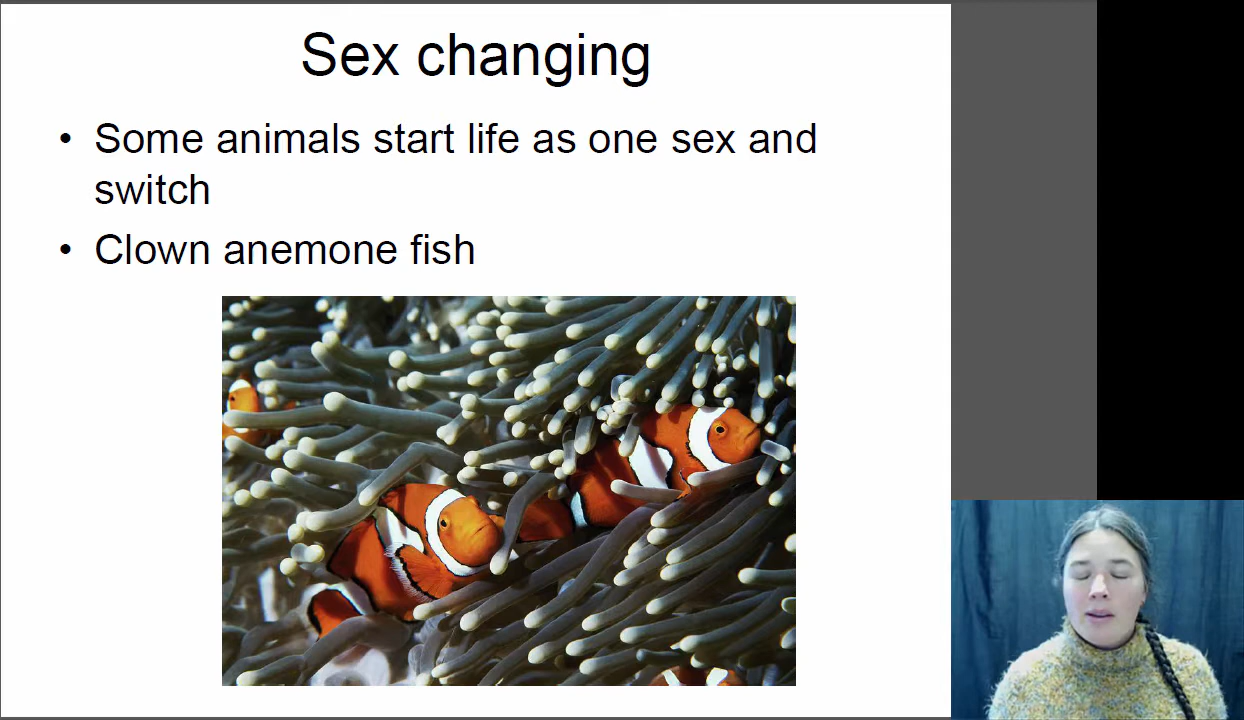 Sex changing
• Some animals start life as one sex and
switch
• Clown anemone fish